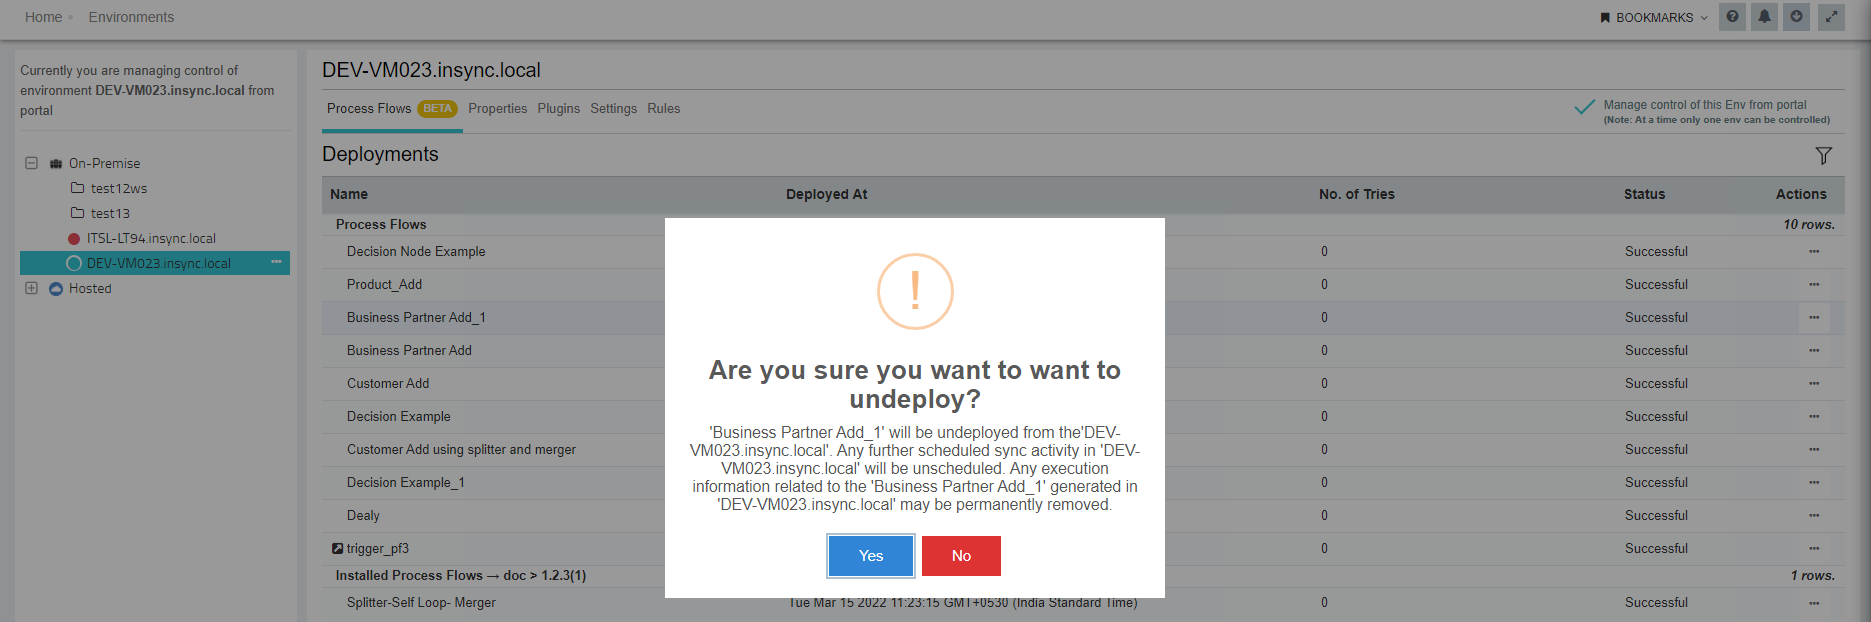 Home • Environments
BOOKMARKS
Currently you are managing control of
environment DEV-VM023.insync.local from
portal
On-Premise
test12ws
test13
ITSL-LT94.insync.local
DEV-VM023.insync.local
Hosted
DEV-VM023.insync.local
Process Flows BETA Properties Plugins Settings Rules
Manage control of this Env from portal
(Note: At a time only one env can be controlled)
Deployments
Name Deployed At No. of Tries Status Actions
Process Flows 10 rows.
Decision Node Example 0 Successful
Product_Add 0 Successful
Business Partner Add_1 0 Successful
Business Partner Add 0 Successful
Customer Add 0 Successful
Decision Example 0 Successful
Customer Add using splitter and merger 0 Successful
Decision Example_1 0 Successful
Dealy 0 Successful
trigger_pf3 0 Successful
Installed Process Flows → doc > 1.2.3(1) 1 rows.
Splitter-Self Loop- Merger Tue Mar 15 2022 11:23:15 GMT+0530 (India Standard Time) 0 Successful
!
Are you sure you want to want to
undeploy?
'Business Partner Add_1' will be undeployed from the'DEV-
VM023.insync.local'. Any further scheduled sync activity in 'DEV-
VM023.insync.local' will be unscheduled. Any execution
information related to the 'Business Partner Add_1' generated in
'DEV-VM023.insync.local' may be permanently removed.
Yes No